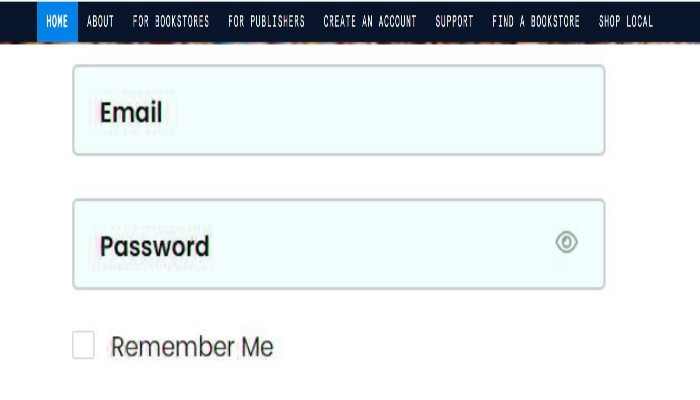 HOME ABOUT FOR BOOKSTORES FOR PUBLISHERS CREATE AN ACCOUNT SUPPORT FIND A BOOKSTORE SHOP LOCAL
Email
Password
Remember Me